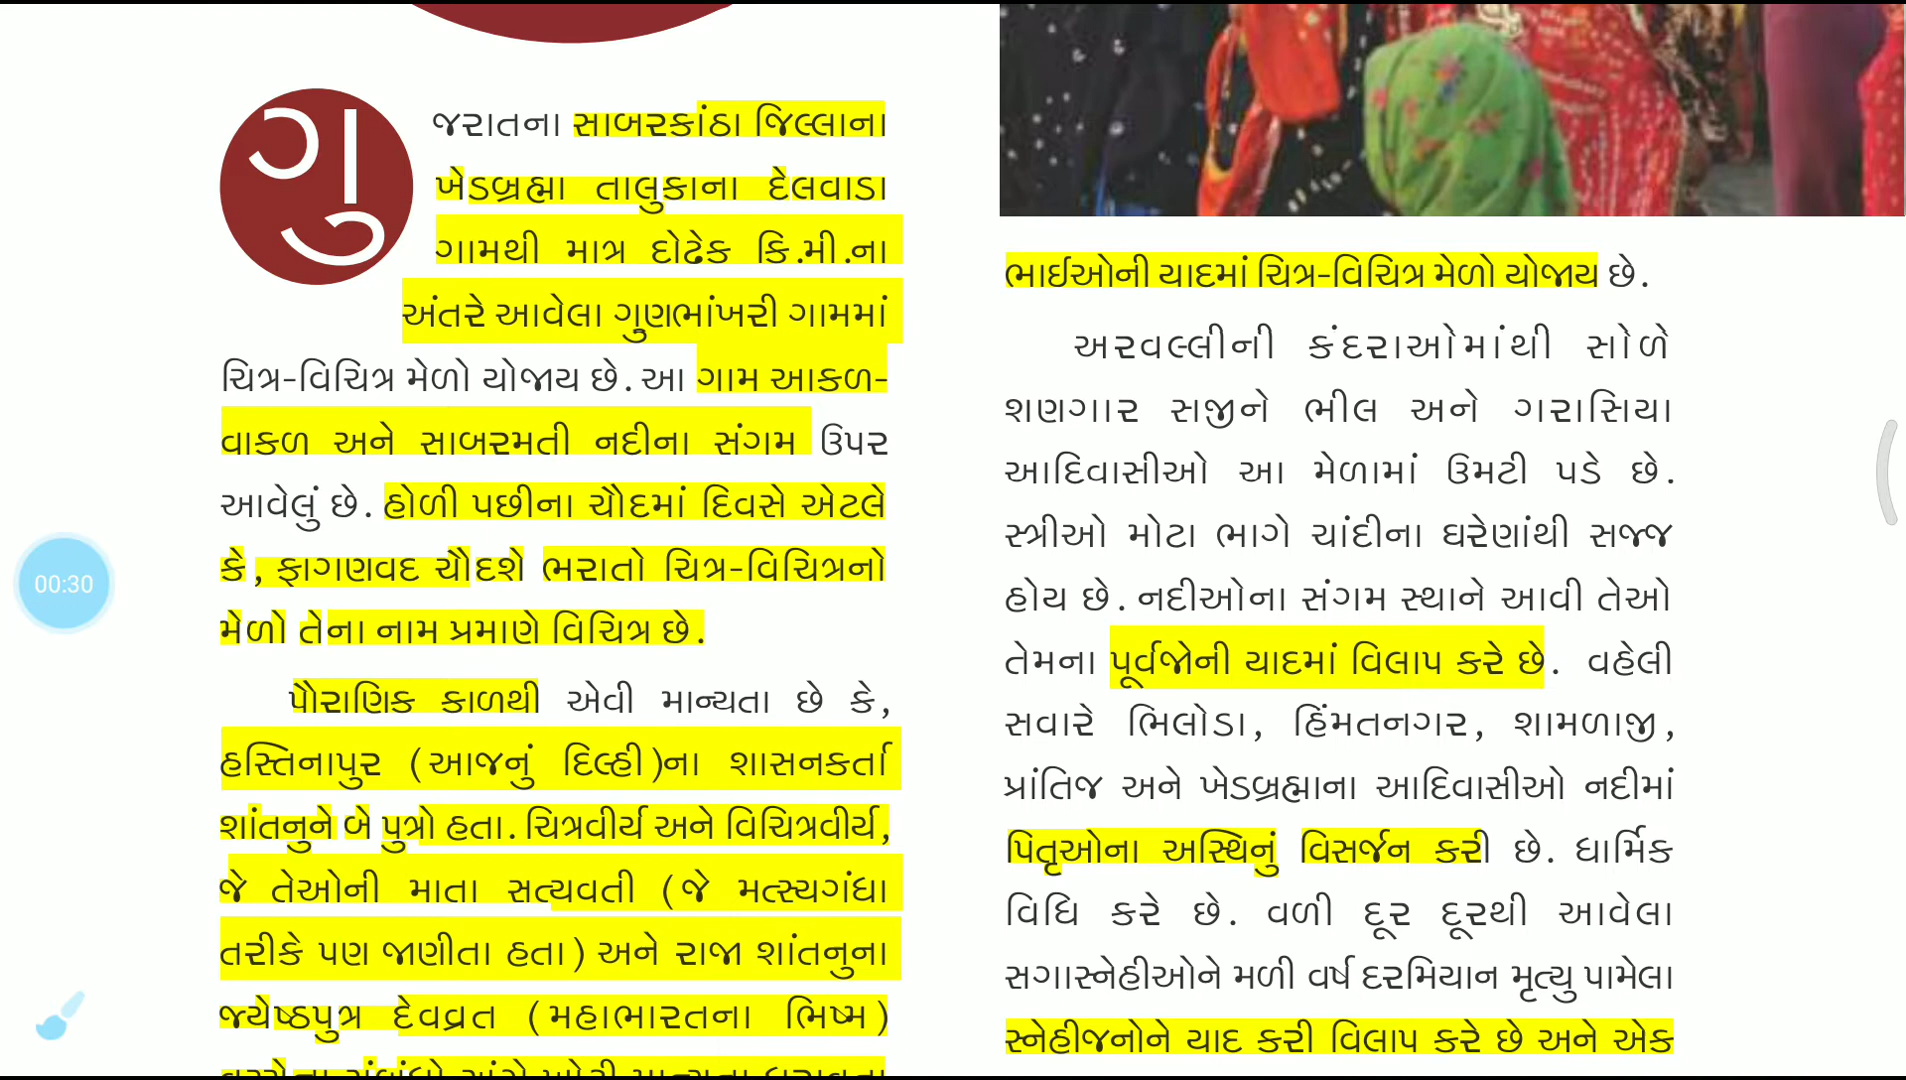 ગુજરાતના સાબરકાંઠા જિલ્લાના
ખેડબ્રહ્મા તાલુકાના દેલવાડા
ગામથી માત્ર દોઢેક કિ.મી.ના
અંતરે આવેલા ગુણભાંખરી ગામમાં
ચિત્ર-વિચિત્ર મેળો યોજાય છે. આ ગામ આકળ-
વાકળ અને સાબરમતી નદીના સંગમ ઉપર
આવેલું છે. હોળી પછીના ચૌદમાં દિવસે એટલે
કે, ફાગણવદ ચૌદશે ભરાતો ચિત્ર-વિચિત્રનો
મેળો તેના નામ પ્રમાણે વિચિત્ર છે.
પૌરાણિક કાળથી એવી માન્યતા છે કે,
હસ્તિનાપુર (આજનું દિલ્હી)ના શાસનકર્તા
શાંતનુને બે પુત્રો હતા. ચિત્રવીર્ય અને વિચિત્રવીર્ય,
જે તેઓની માતા સત્યવતી (જે મત્સ્યગંધા
તરીકે પણ જાણીતા હતા) અને રાજા શાંતનુના
જ્યેષ્ઠપુત્ર દેવવ્રત (મહાભારતના ભિષ્મ)
ભાઈઓની યાદમાં ચિત્ર-વિચિત્ર મેળો યોજાય છે.
અરવલ્લીની કંદરાઓમાંથી સોળે
શણગાર સજીને ભીલ અને ગરાસિયા
આદિવાસીઓ આ મેળામાં ઉમટી પડે છે.
સ્ત્રીઓ મોટા ભાગે ચાંદીના ઘરેણાંથી સજ્જ
હોય છે. નદીઓના સંગમ સ્થાને આવી તેઓ
તેમના પૂર્વજોની યાદમાં વિલાપ કરે છે. વહેલી
સવારે ભિલોડા, હિંમતનગર, શામળાજી,
પ્રાંતિજ અને ખેડબ્રહ્માના આદિવાસીઓ નદીમાં
પિતૃઓના અસ્થિનું વિસર્જન કરી છે. ધાર્મિક
વિધિ કરે છે. વળી દૂર દૂરથી આવેલા
સગાસ્નેહીઓને મળી વર્ષ દરમિયાન મૃત્યુ પામેલા
સ્નેહીજનોને યાદ કરી વિલાપ કરે છે અને એક
00:30